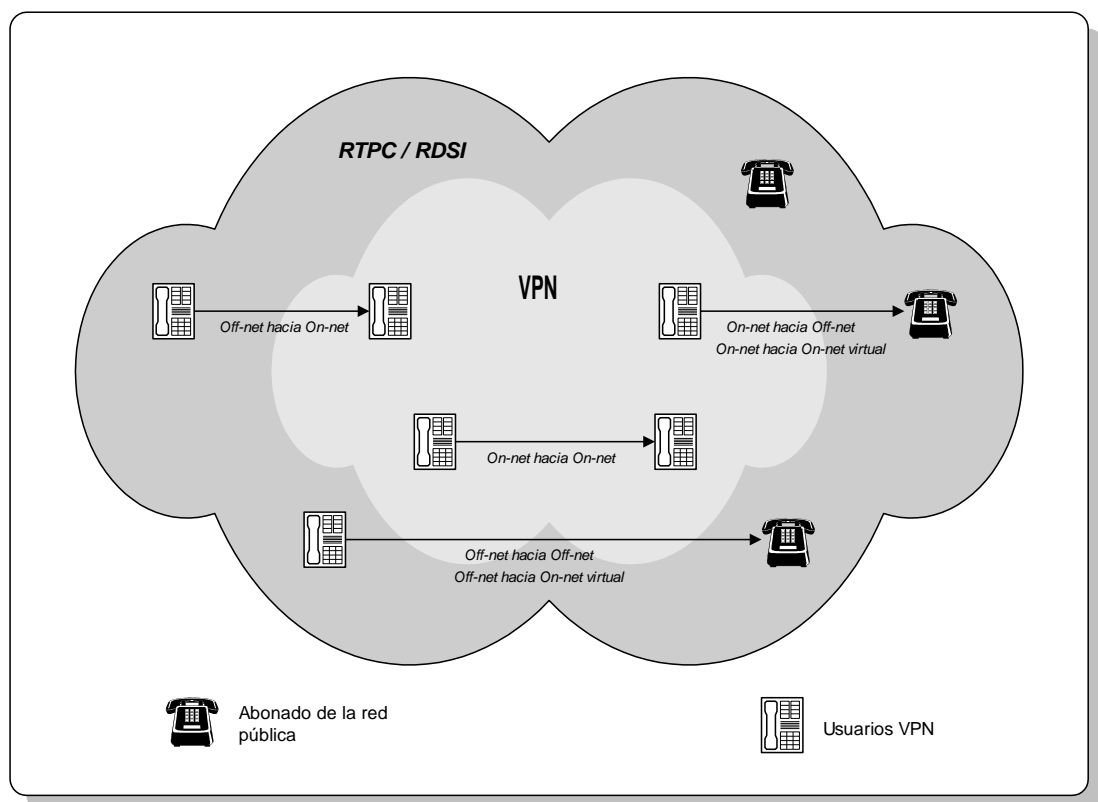 RTPC / RDSI
VPN
Off-net hacia On-net
On-net hacia Off-net
On-net hacia On-net virtual
On-net hacia On-net
Off-net hacia Off-net
Off-net hacia On-net virtual
Abonado de la red
pública
Usuarios VPN